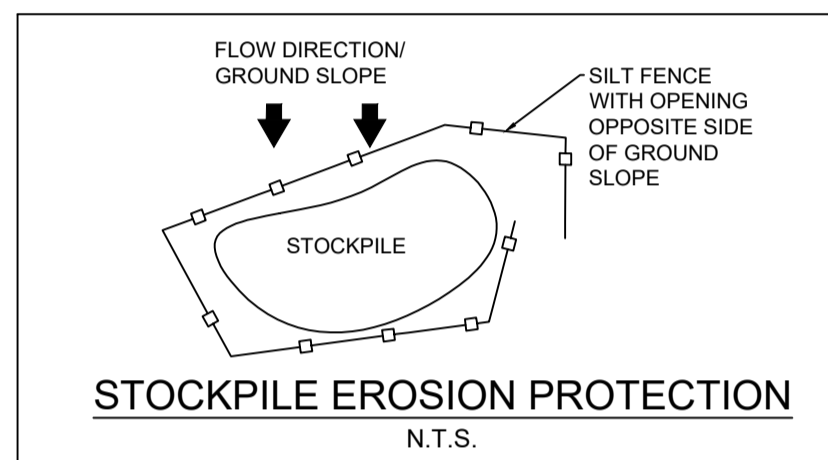 FLOW DIRECTION/
GROUND SLOPE
SILT FENCE
WITH OPENING
OPPOSITE SIDE
OF GROUND
SLOPE
STOCKPILE
STOCKPILE EROSION PROTECTION
N.T.S.